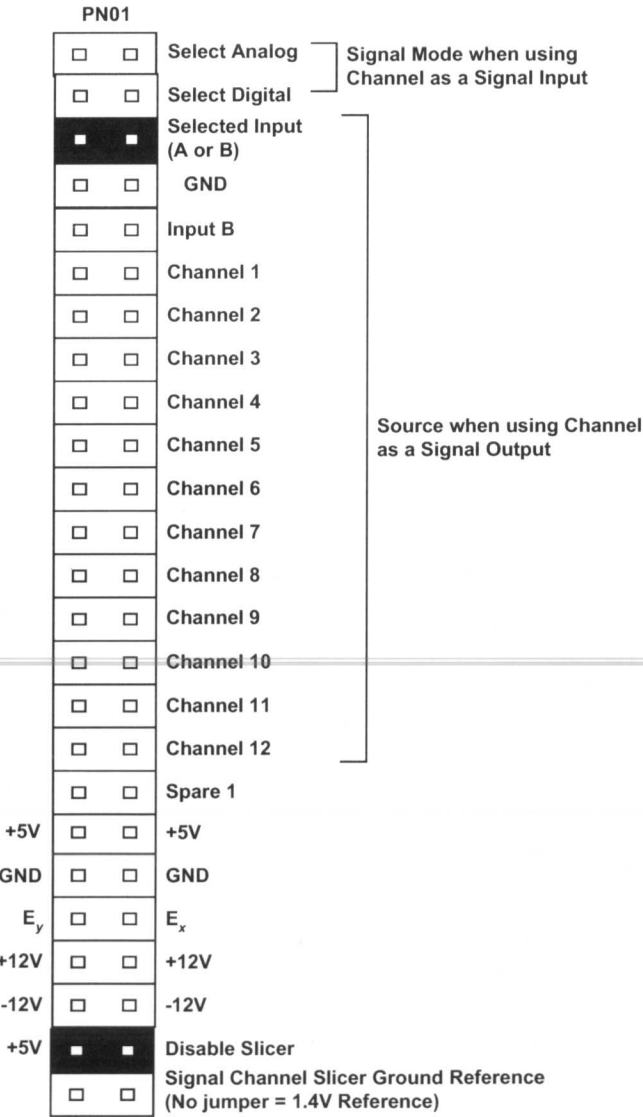 PN01
Select Analog
Signal Mode when using
Channel as a Signal Input
Select Digital
Selected Input
(A or B)
GND
Input B
Channel 1
Channel 2
Channel 3
Channel 4
Source when using Channel
as a Signal Output
Channel 5
Channel 6
Channel 7
Channel 8
Channel 9
Channel 10
Channel 11
Channel 12
Spare 1
+5V +5V
GND GND
Ey Ex
+12V +12V
-12V -12V
+5V Disable Slicer
Signal Channel Slicer Ground Reference
(No jumper = 1.4V Reference)